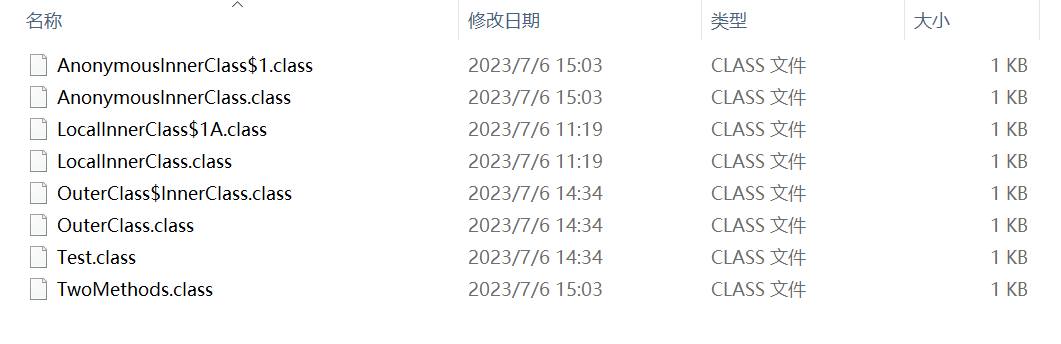 名称 修改日期 类型 大小
AnonymousInnerClass$1.class 2023/7/6 15:03 CLASS 文件 1 KB
AnonymousInnerClass.class 2023/7/6 15:03 CLASS 文件 1 KB
LocalInnerClass$1A.class 2023/7/6 11:19 CLASS 文件 1 KB
LocalInnerClass.class 2023/7/6 11:19 CLASS 文件 1 KB
OuterClass$InnerClass.class 2023/7/6 14:34 CLASS 文件 1 KB
OuterClass.class 2023/7/6 14:34 CLASS 文件 1 KB
Test.class 2023/7/6 14:34 CLASS 文件 1 KB
TwoMethods.class 2023/7/6 15:03 CLASS 文件 1 KB